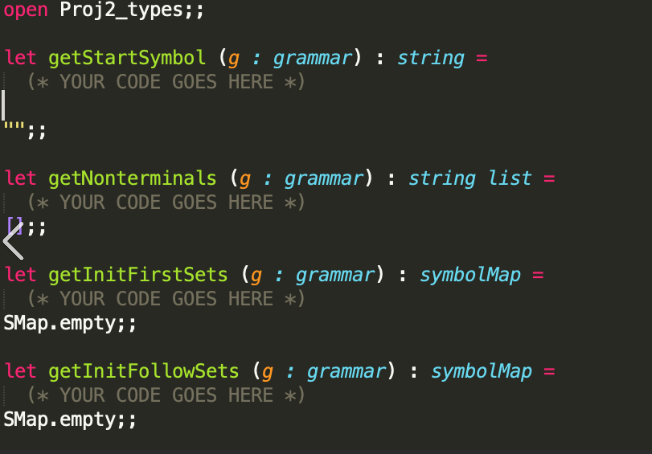 open Proj2_types;;
let getStartSymbol (g : grammar) : string =
(* YOUR CODE GOES HERE *)
"";;
let getNonterminals (g : grammar) : string list =
(* YOUR CODE GOES HERE *)
[];;
let getInitFirstSets (g : grammar) : symbolMap =
(* YOUR CODE GOES HERE *)
SMap.empty;;
let getInitFollowSets (g : grammar) : symbolMap =
(* YOUR CODE GOES HERE *)
SMap.empty;;